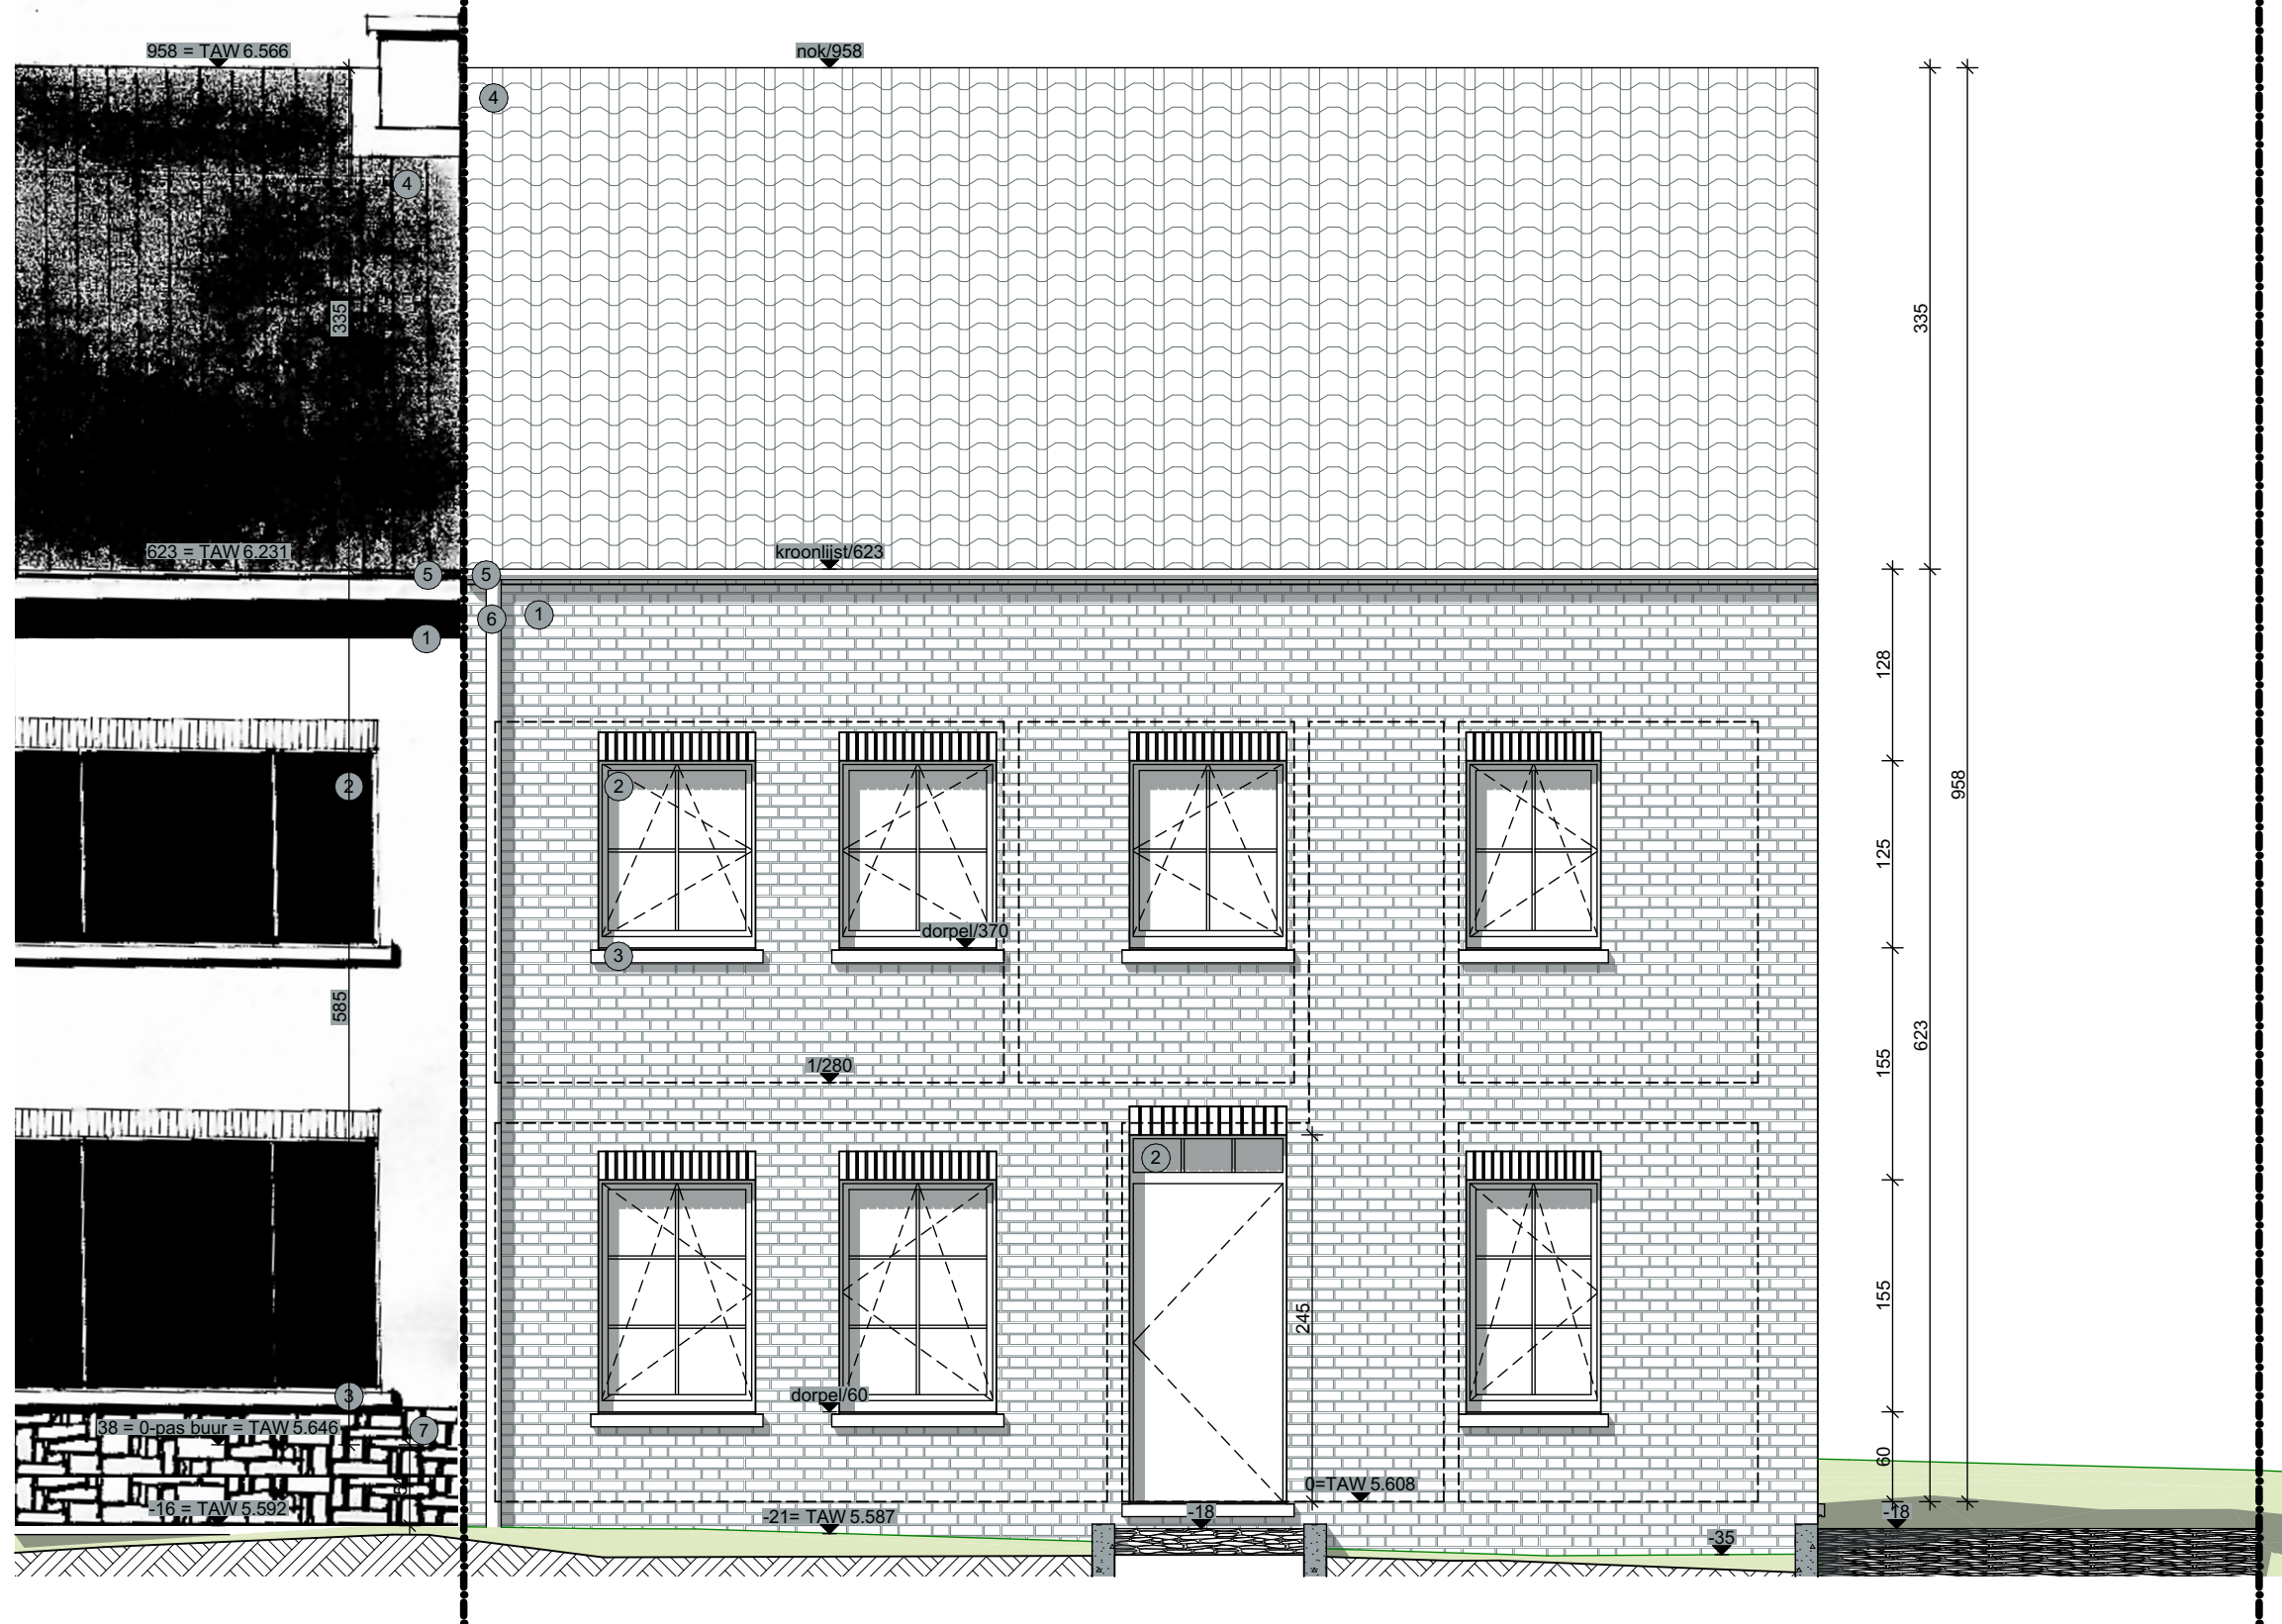 958 = TAW 6.566
nok/958
4
4
335
335
623 = TAW 6.231
kroonlijst/623
5
5
6
1
1
128
2
2
958
125
dorpel/370
3
585
623
1/280
155
2
245
155
dorpel/60
3
38 = 0-pas buur = TAW 5.646
7
60
0=TAW 5.608
-16 = TAW 5.592
-21= TAW 5.587
-18
-18
-35